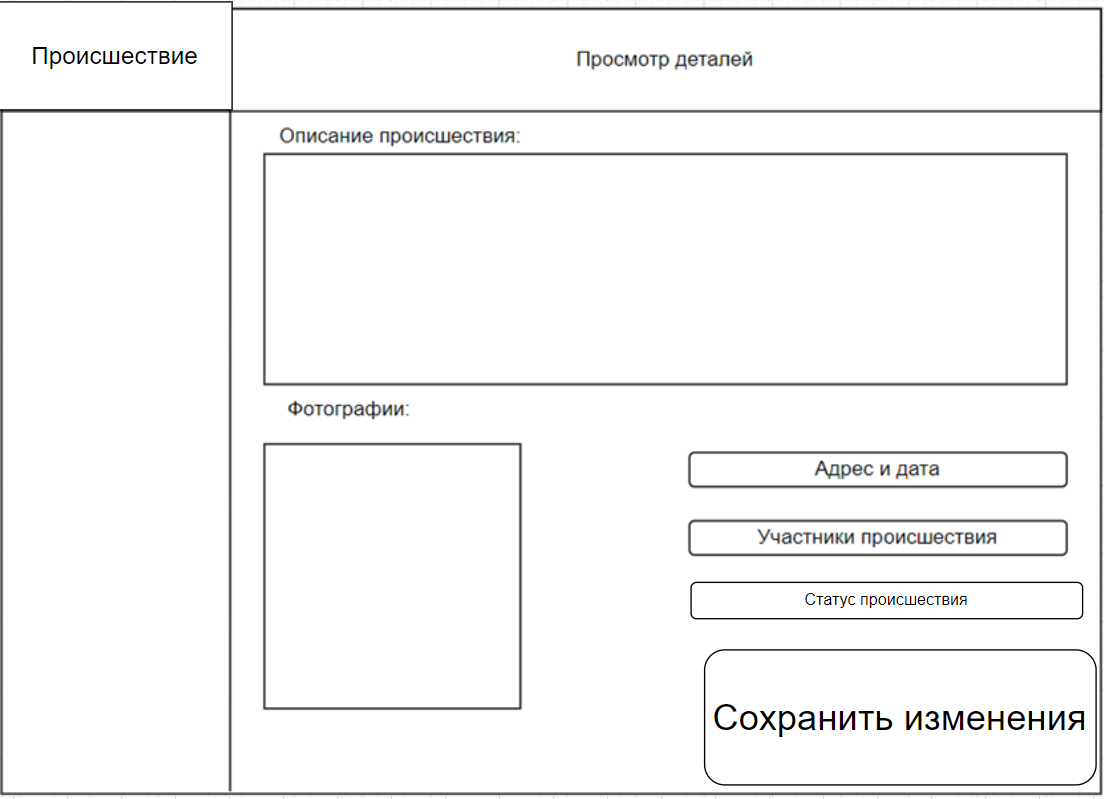 Происшествие
Просмотр деталей
Описание происшествия:
Фотографии:
Адрес и дата
Участники происшествия
Статус происшествия
Сохранить изменения